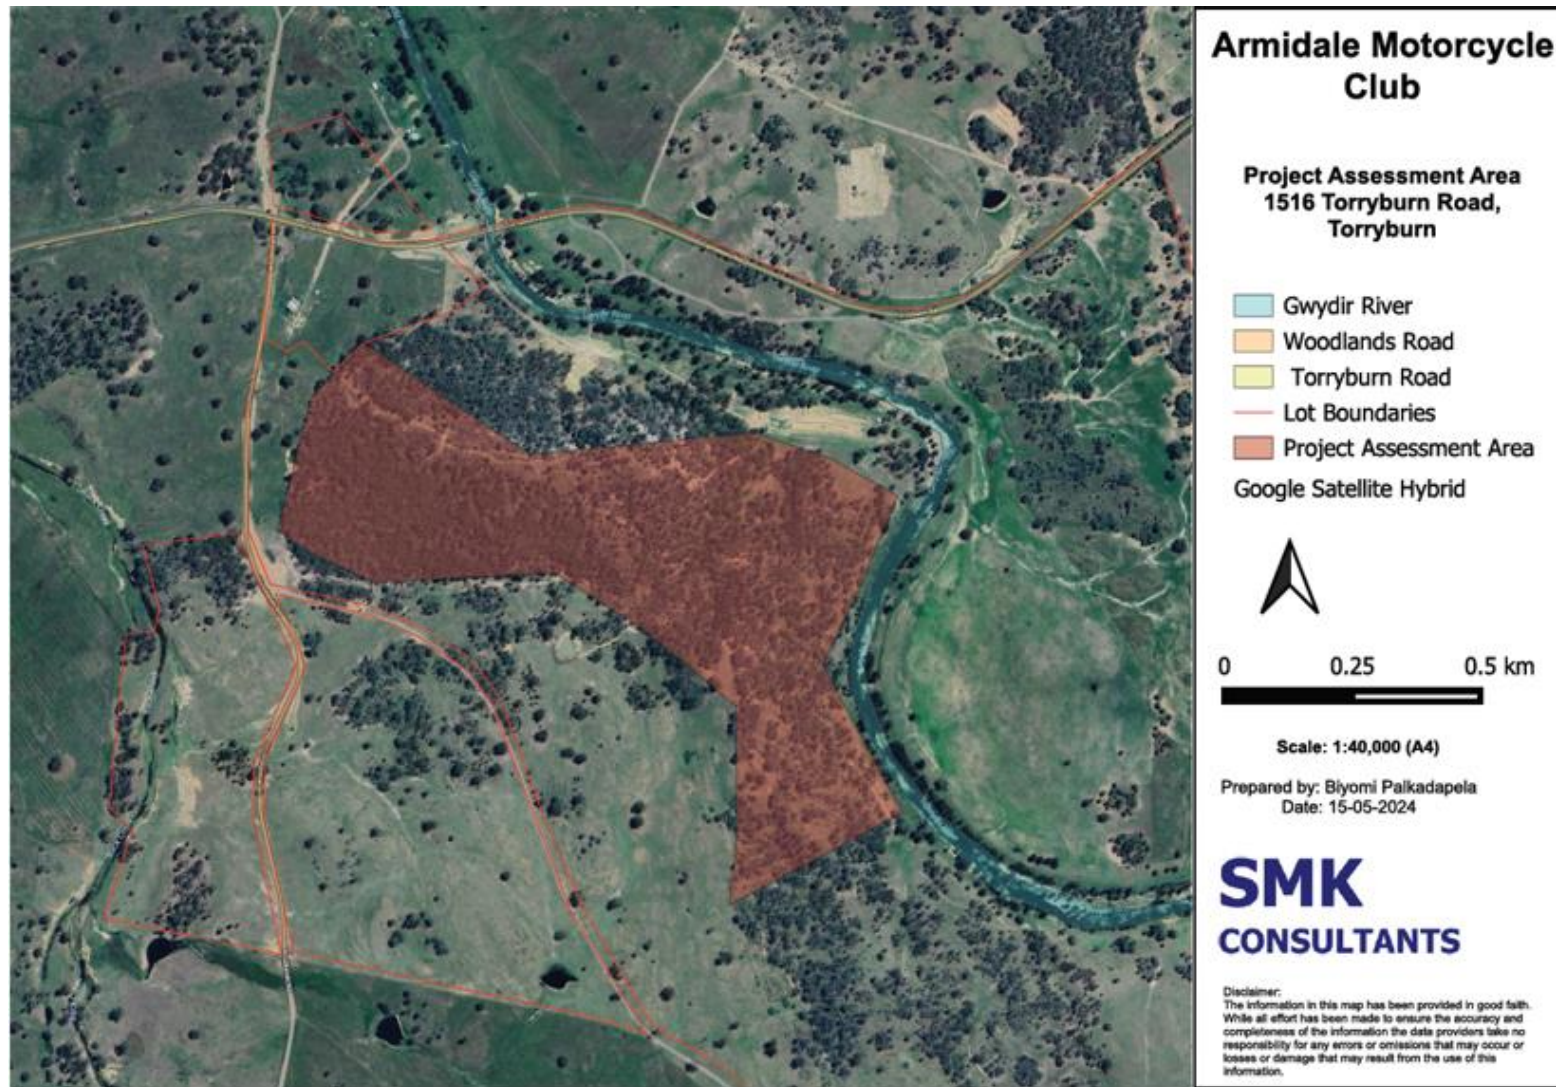 Armidale Motorcycle
Club
Project Assessment Area
1516 Torryburn Road,
Torryburn
Gwydir River
Woodlands Road
Torryburn Road
Lot Boundaries
Project Assessment Area
Google Satellite Hybrid
0 0.25 0.5 km
Scale: 1:40,000 (A4)
Prepared by: Biyomi Palkadapela
Date: 15-05-2024
SMK
CONSULTANTS
Disclaimer:
The information in this map has been provided in good faith.
While all effort has been made to ensure the accuracy and
completeness of the information the data providers take no
responsibility for any errors or omissions that may occur or
losses or damage that may result from the use of this
information.